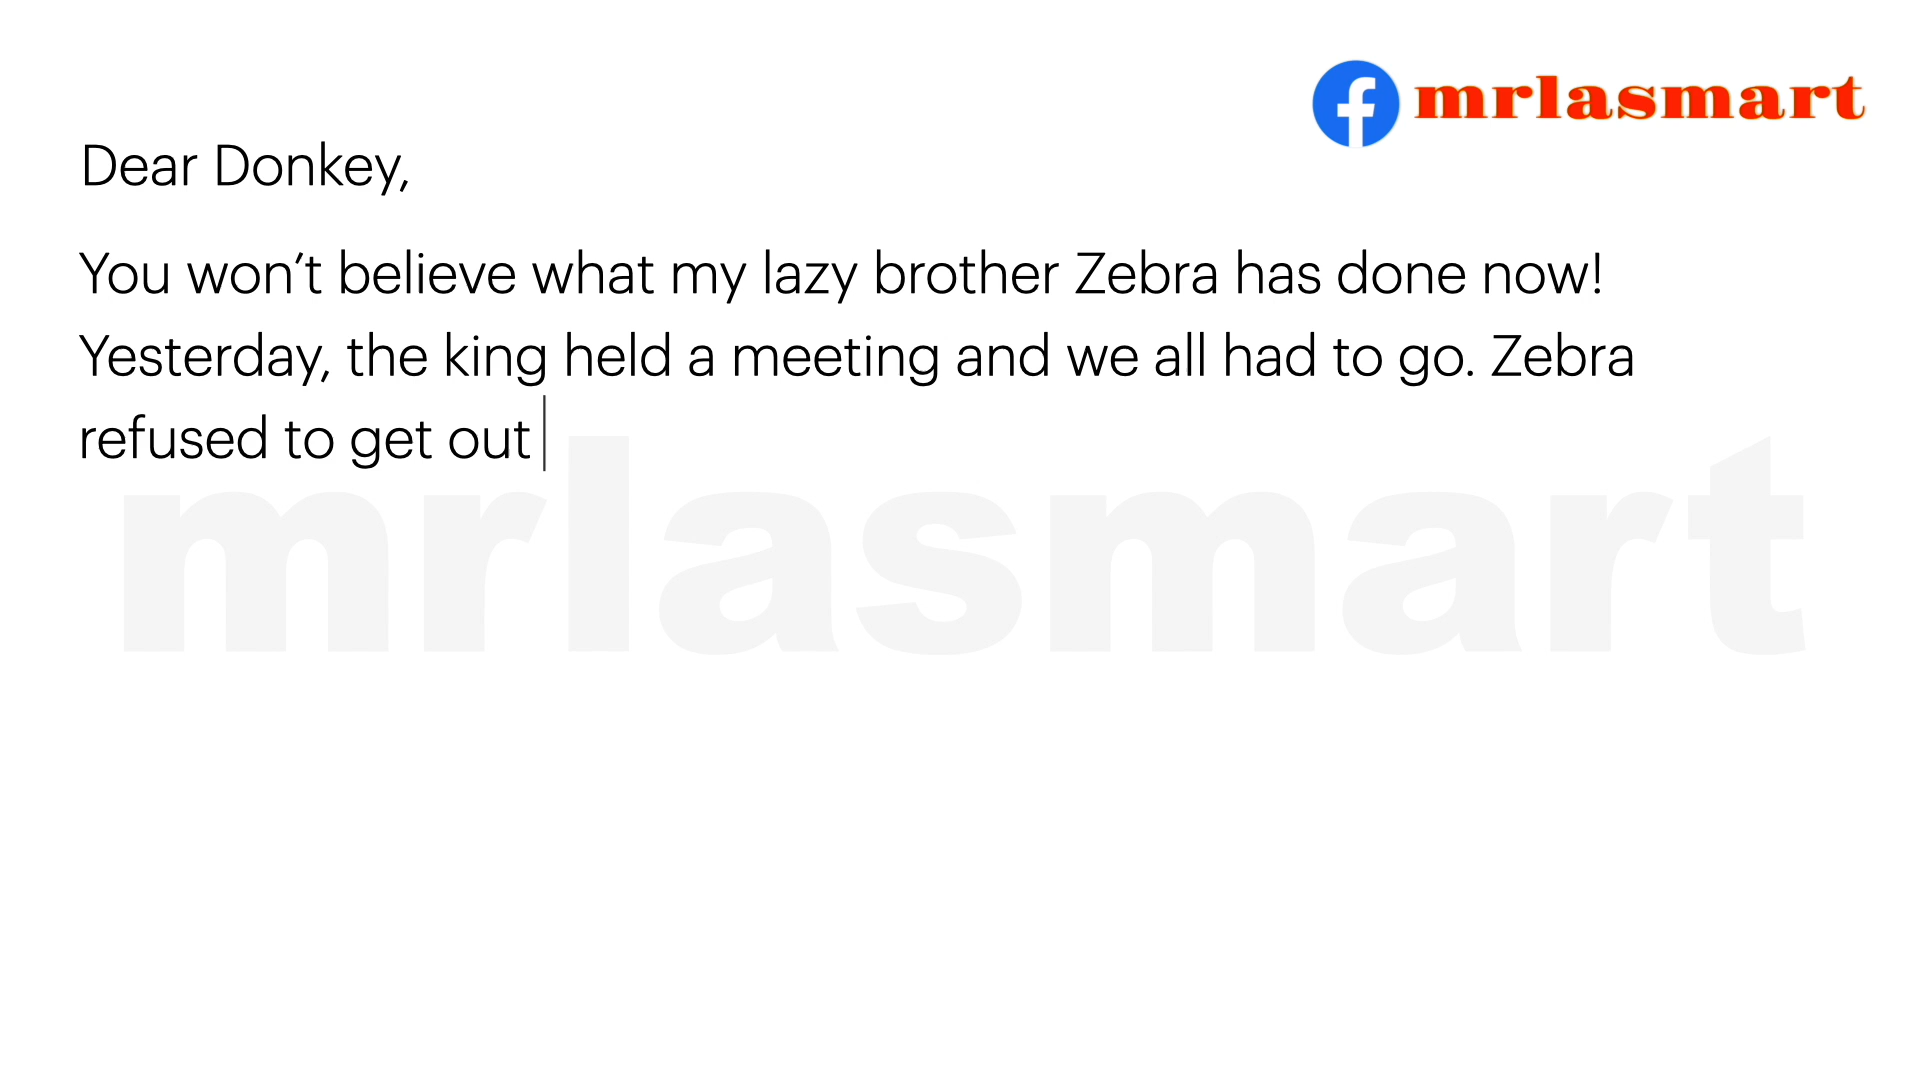 mrlasmart
Dear Donkey,
You won’t believe what my lazy brother Zebra has done now!
Yesterday, the king held a meeting and we all had to go. Zebra
refused to get out
mrlasmart